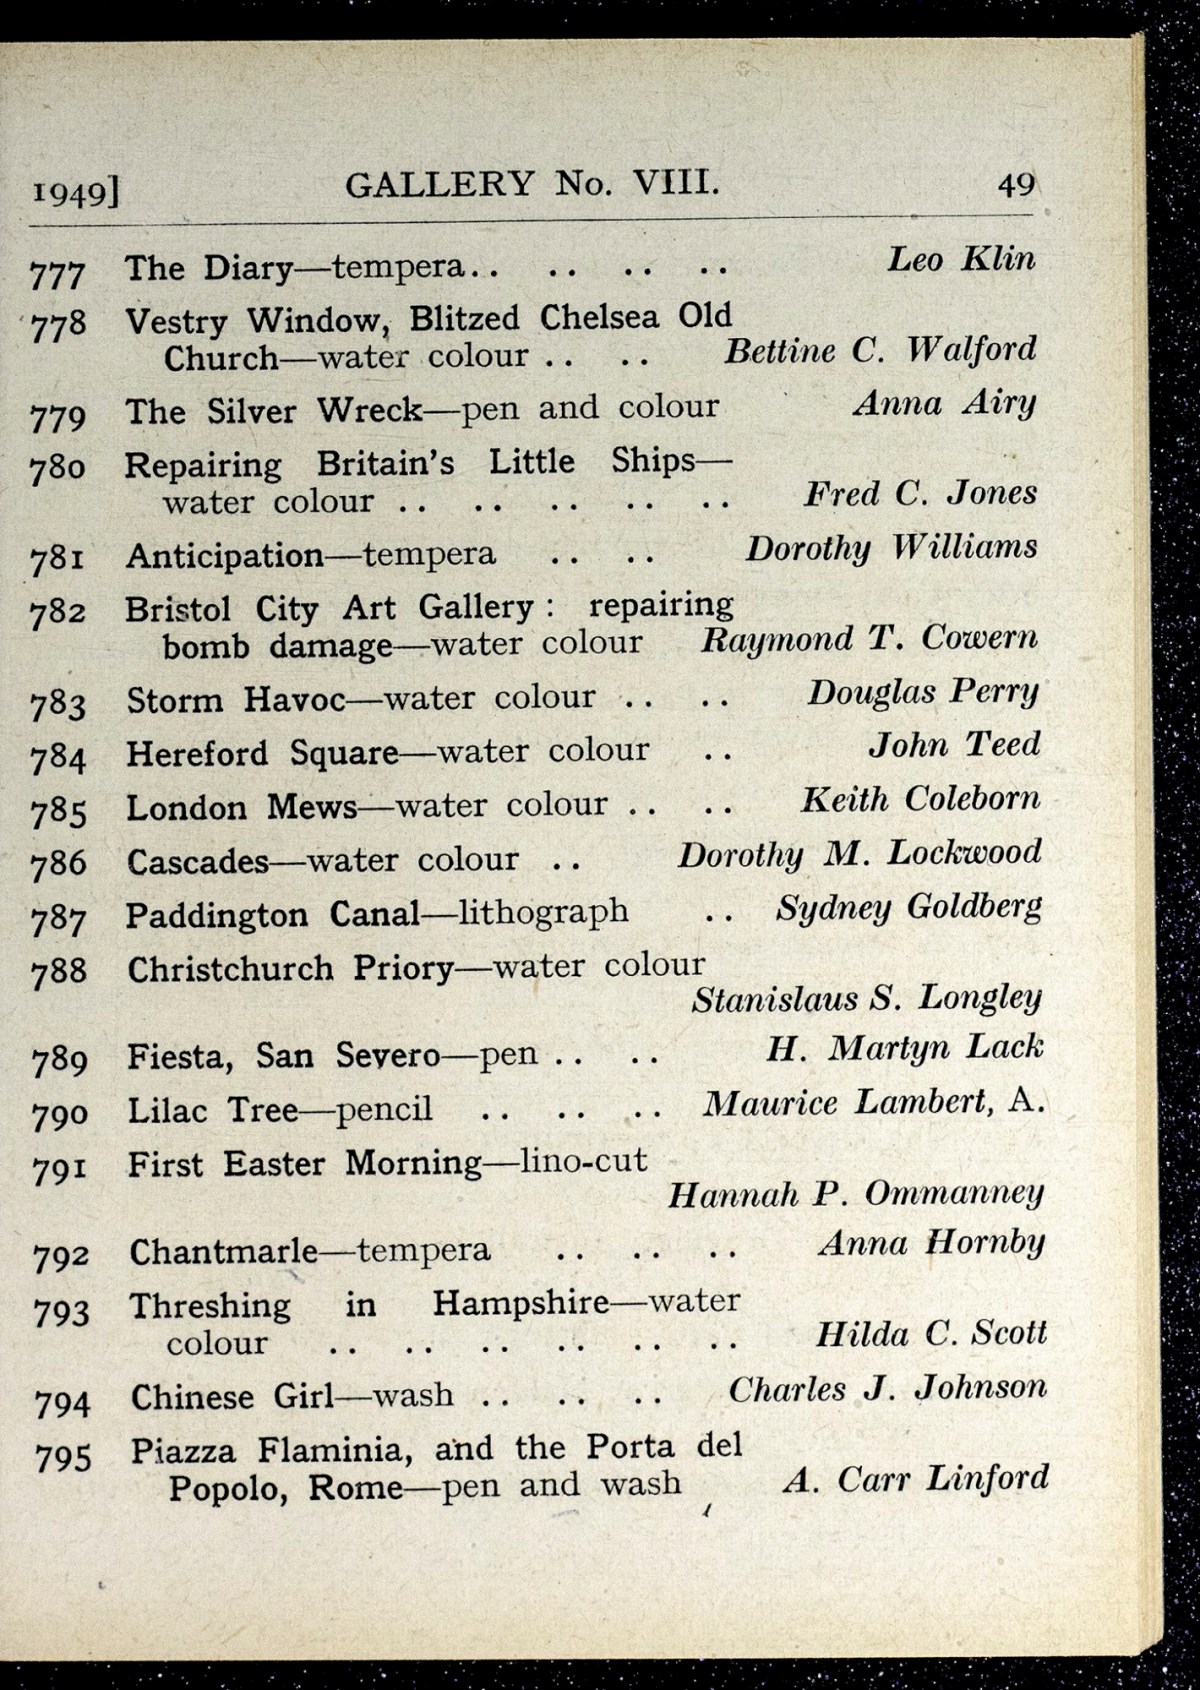 1949] GALLERY No. VIII. 49
777 The Diary—tempera.. .. .. .. Leo Klin
778 Vestry Window, Blitzed Chelsea Old
Church—water colour .. .. Bettine C. Walford
779 The Silver Wreck—pen and colour Anna Airy
780 Repairing Britain's Little Ships—
water colour .. .. .. .. .. Fred C. Jones
781 Anticipation—tempera .. .. Dorothy Williams
782 Bristol City Art Gallery : repairing
bomb damage—water colour Raymond T. Cowern
783 Storm Havoc—water colour .. .. Douglas Perry
784 Hereford Square—water colour .. John Teed
785 London Mews—water colour .. .. Keith Coleborn
786 Cascades—water colour .. Dorothy M. Lockwood
787 Paddington Canal—lithograph .. Sydney Goldberg
788 Christchurch Priory—water colour
Stanislaus S. Longley
789 Fiesta, San Severo—pen .. .. H. Martyn Lack
790 Lilac Tree—pencil .. .. .. Maurice Lambert, A.
791 First Easter Morning—lino-cut
Hannah P. Ommanney
792 Chantmarle—tempera .. .. .. Anna Hornby
793 Threshing in Hampshire—water
colour .. .. .. .. .. .. Hilda C. Scott
794 Chinese Girl—wash .. .. .. Charles J. Johnson
795 Piazza Flaminia, and the Porta del
Popolo, Rome—pen and wash A. Carr Linford